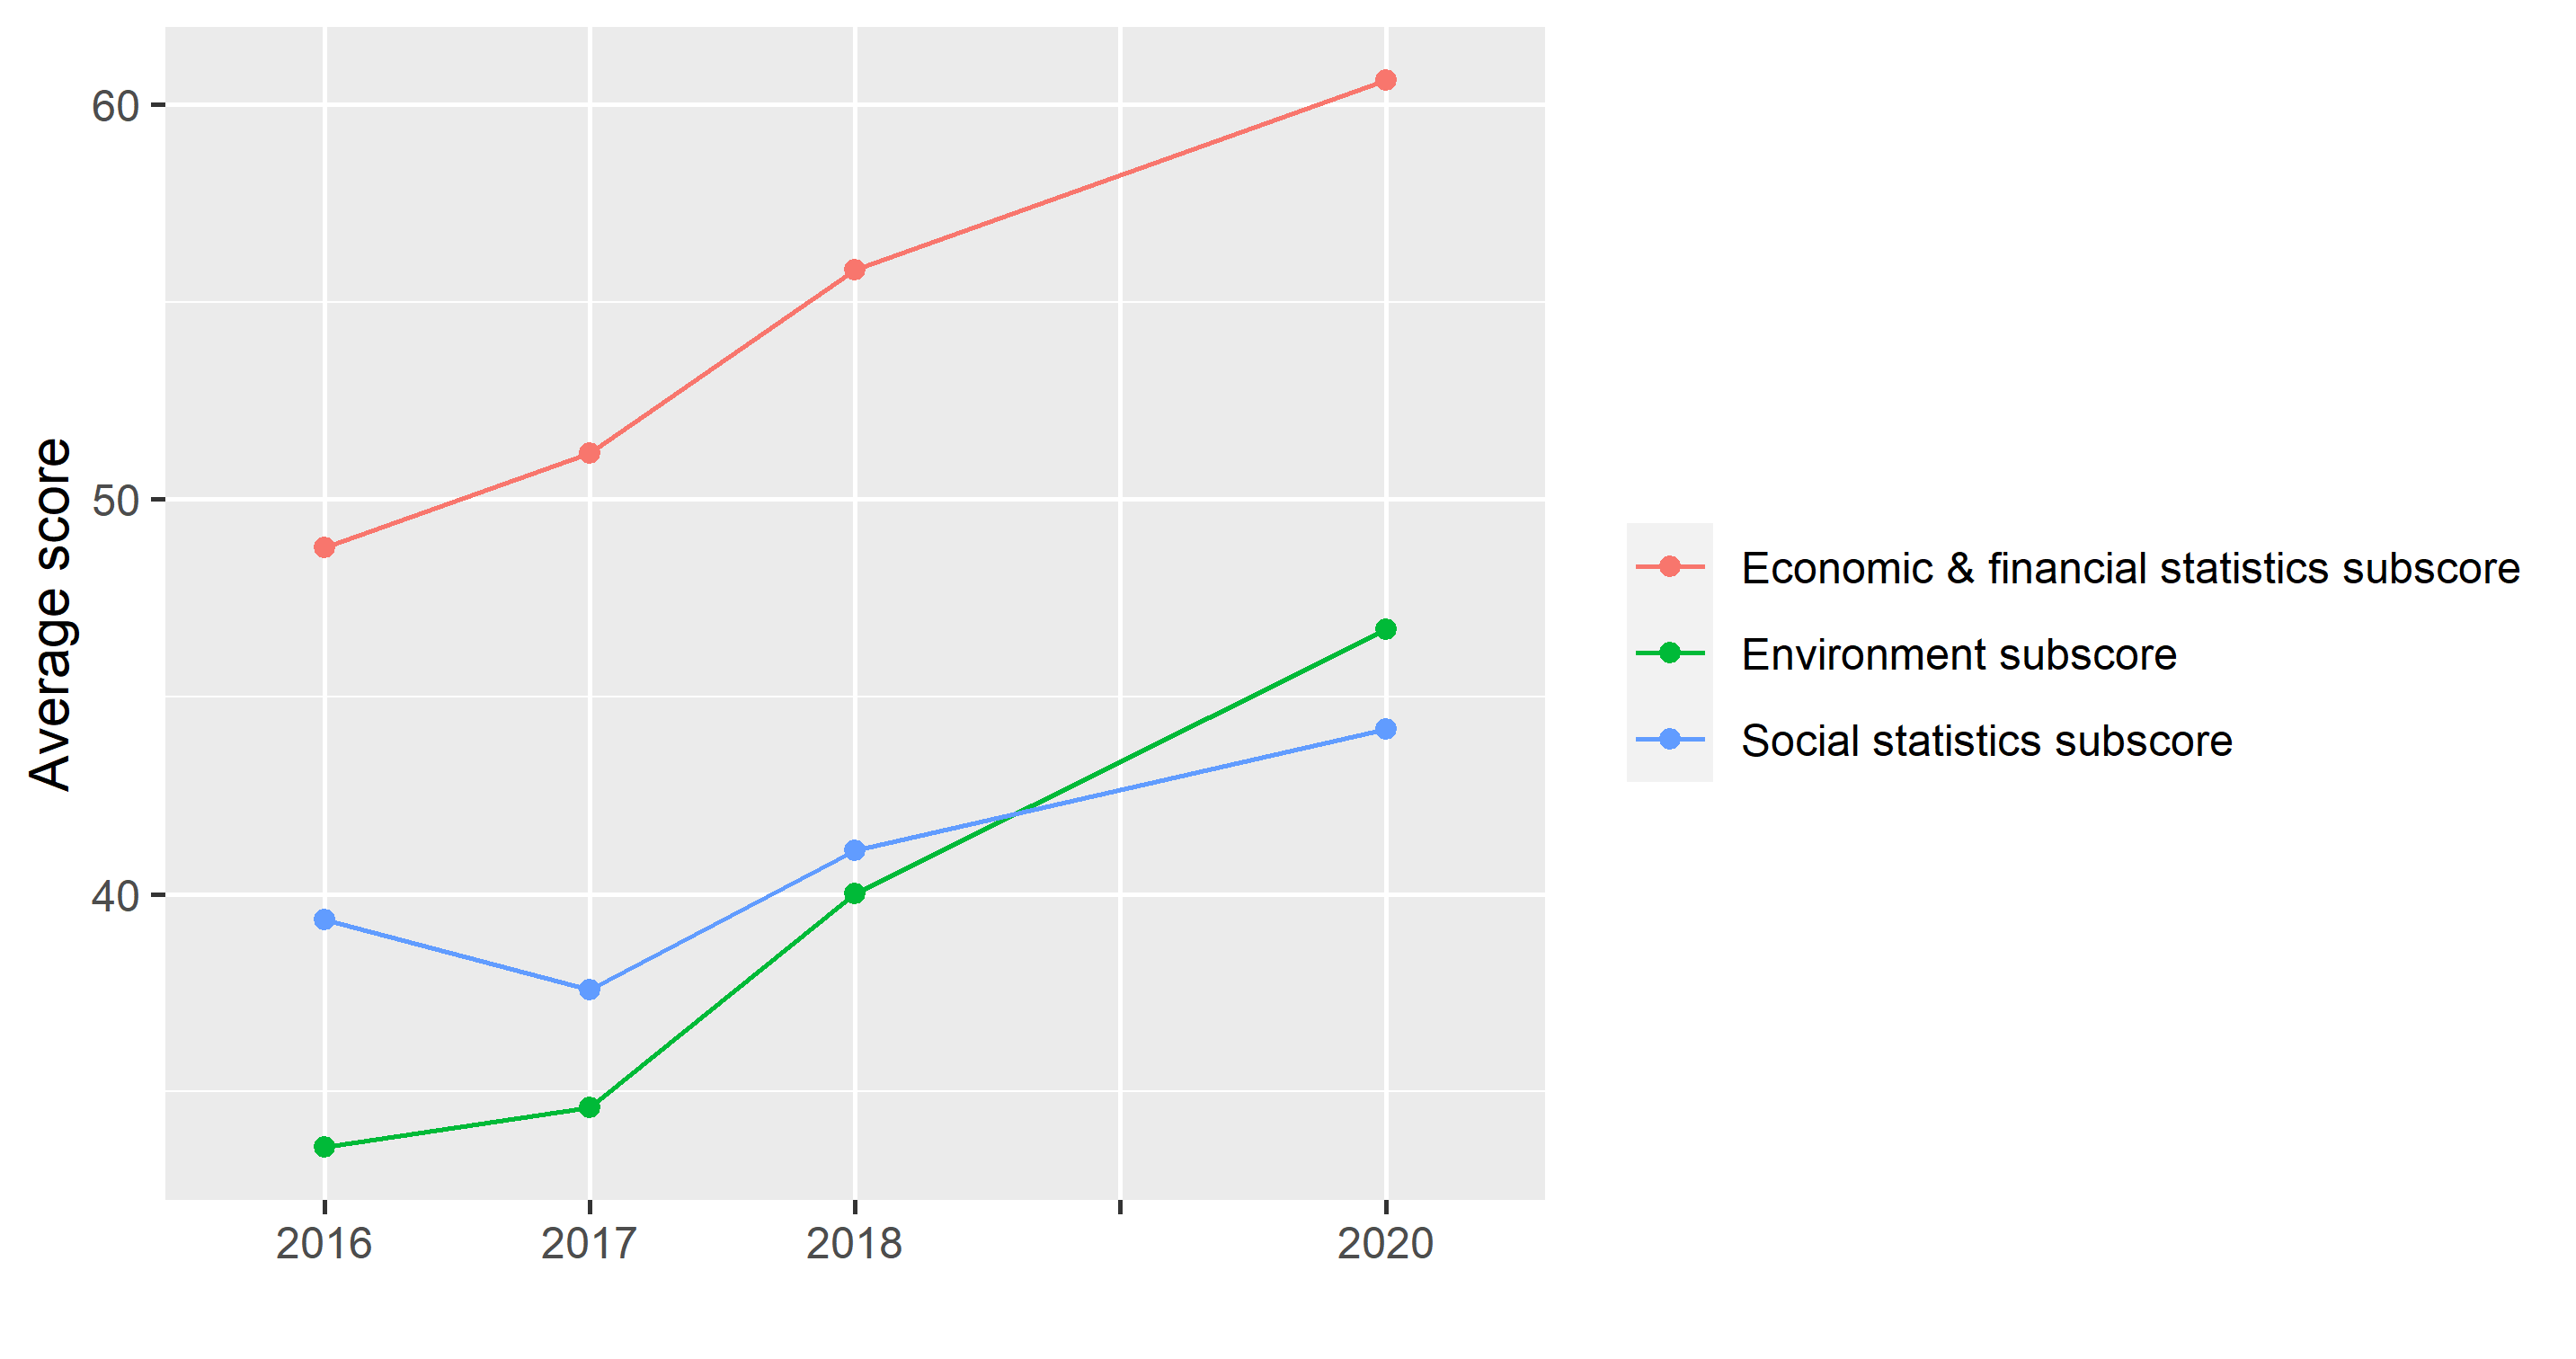 Average score
60
50
40
2016 2017 2018 2020
Economic & financial statistics subscore
Environment subscore
Social statistics subscore